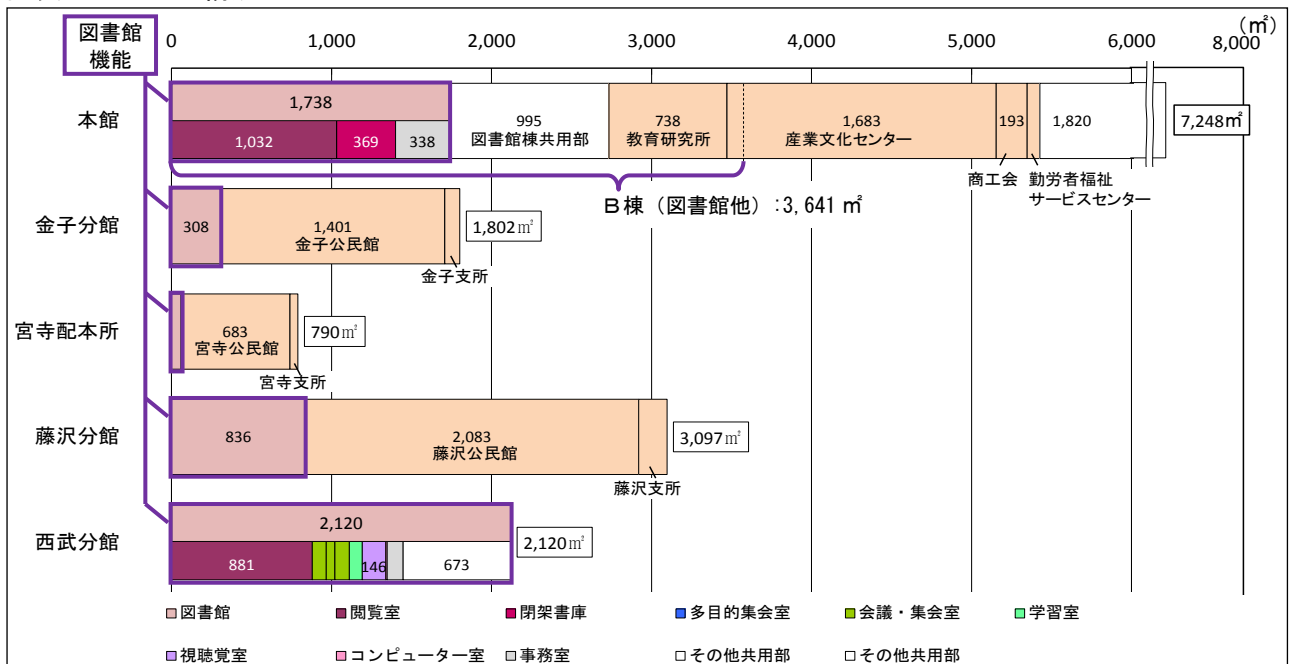 図書館
機能
(㎡)
0 1,000 2,000 3,000 4,000 5,000 6,000 8,000
本館
1,738
1,032 369 338
995
図書館棟共用部
738
教育研究所
1,683
産業文化センター
193
1,820
7,248㎡
商工会
勤労者福祉
サービスセンター
B棟(図書館他):3,641 ㎡
金子分館
308
1,401
金子公民館
1,802㎡
金子支所
宮寺配本所
683
宮寺公民館
790㎡
宮寺支所
藤沢分館
836
2,083
藤沢公民館
3,097㎡
藤沢支所
西武分館
2,120
881 146 673
2,120㎡
図書館 閲覧室 閉架書庫 多目的集会室 会議・集会室 学習室
視聴覚室 コンピューター室 事務室 その他共用部 その他共用部